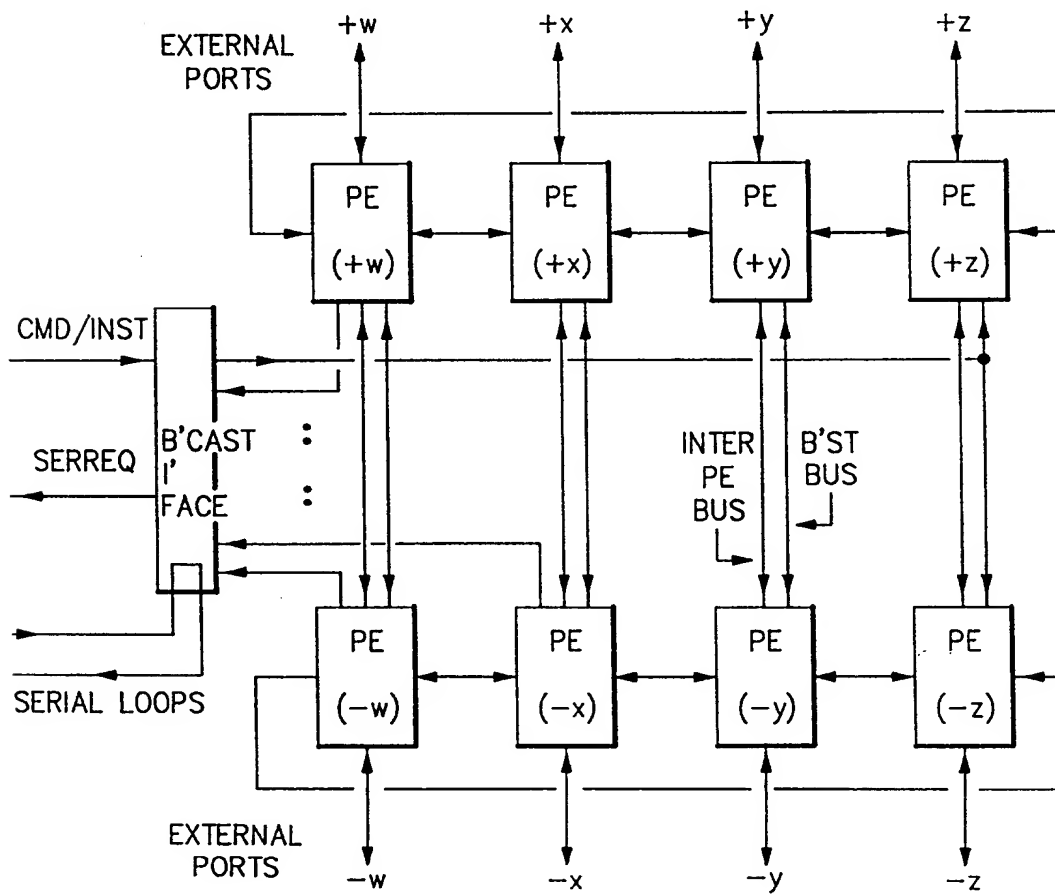 +w
+x
+y
+z
EXTERNAL
PORTS
PE
(+w)
PE
(+x)
PE
(+y)
PE
(+z)
CMD/INST
B'CAST
I'
FACE
SERREQ
INTER
PE
BUS
B'ST
BUS
SERIAL LOOPS
PE
(−w)
PE
(−x)
PE
(−y)
PE
(−z)
EXTERNAL
PORTS
−w
−x
−y
−z